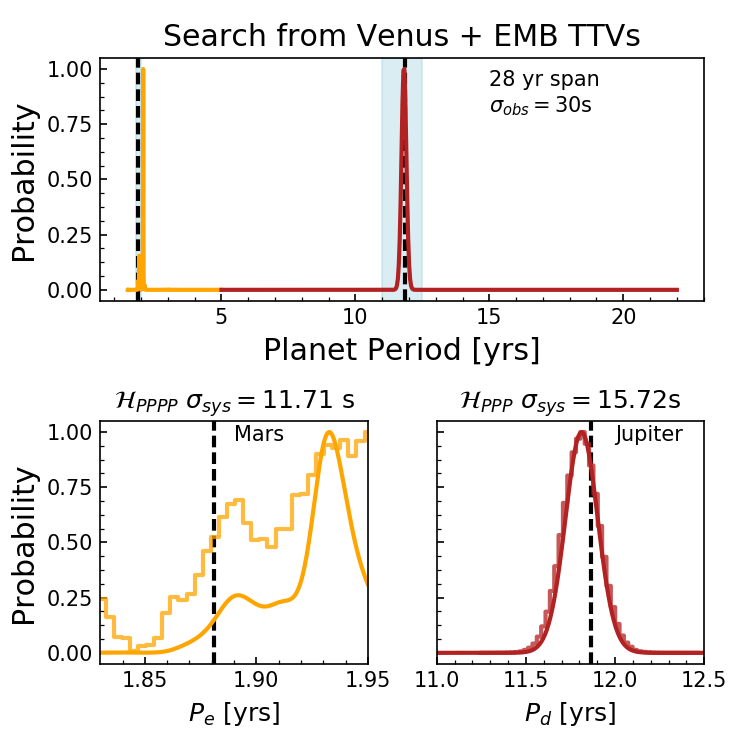 Search from Venus + EMB TTVs
1.00
0.75
0.50
0.25
0.00
Probability
28 yr span
σ_obs = 30s
5 10 15 20
Planet Period [yrs]
ℋ_PPPP σ_sys = 11.71 s
1.00
0.75
0.50
0.25
0.00
Probability
Mars
1.85 1.90 1.95
P_e [yrs]
ℋ_PPP σ_sys = 15.72s
Jupiter
11.0 11.5 12.0 12.5
P_d [yrs]